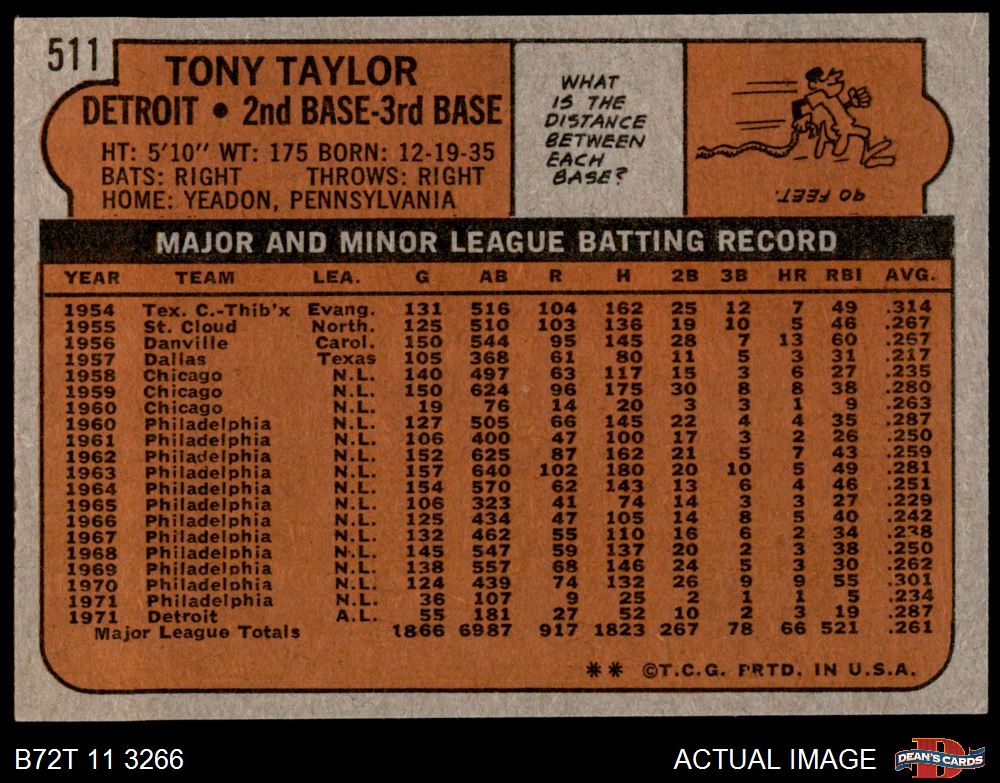 511
TONY TAYLOR
DETROIT • 2nd BASE-3rd BASE
HT: 5'10" WT: 175 BORN: 12-19-35
BATS: RIGHT THROWS: RIGHT
HOME: YEADON, PENNSYLVANIA
WHAT
IS THE
DISTANCE
BETWEEN
EACH
BASE?
90 FEET.
MAJOR AND MINOR LEAGUE BATTING RECORD
YEAR TEAM LEA. G AB R H 2B 3B HR RBI AVG.
1954 Tex. C.-Thib'x Evang. 131 516 104 162 25 12 7 49 .314
1955 St. Cloud North. 125 510 103 136 19 10 5 46 .267
1956 Danville Carol. 150 544 95 145 28 7 13 60 .267
1957 Dallas Texas 105 368 61 80 11 5 3 31 .217
1958 Chicago N.L. 140 497 63 117 15 3 6 27 .235
1959 Chicago N.L. 150 624 96 175 30 8 8 38 .280
1960 Chicago N.L. 19 76 14 20 3 3 1 9 .263
1960 Philadelphia N.L. 127 505 66 145 22 4 4 35 .287
1961 Philadelphia N.L. 106 400 47 100 17 3 2 26 .250
1962 Philadelphia N.L. 152 625 87 162 21 5 7 43 .259
1963 Philadelphia N.L. 157 640 102 180 20 10 5 49 .281
1964 Philadelphia N.L. 154 570 62 143 13 6 4 46 .251
1965 Philadelphia N.L. 106 323 41 74 14 3 3 27 .229
1966 Philadelphia N.L. 125 434 47 105 14 8 5 40 .242
1967 Philadelphia N.L. 132 462 55 110 16 6 2 34 .238
1968 Philadelphia N.L. 145 547 59 137 20 2 3 38 .250
1969 Philadelphia N.L. 138 557 68 146 24 5 3 30 .262
1970 Philadelphia N.L. 124 439 74 132 26 9 9 55 .301
1971 Philadelphia N.L. 36 107 9 25 2 1 1 5 .234
1971 Detroit A.L. 55 181 27 52 10 2 3 19 .287
Major League Totals 1866 6987 917 1823 267 78 66 521 .261
** ©T.C.G. PRTD. IN U.S.A.
B72T 11 3266
ACTUAL IMAGE
D
DEAN'S CARDS